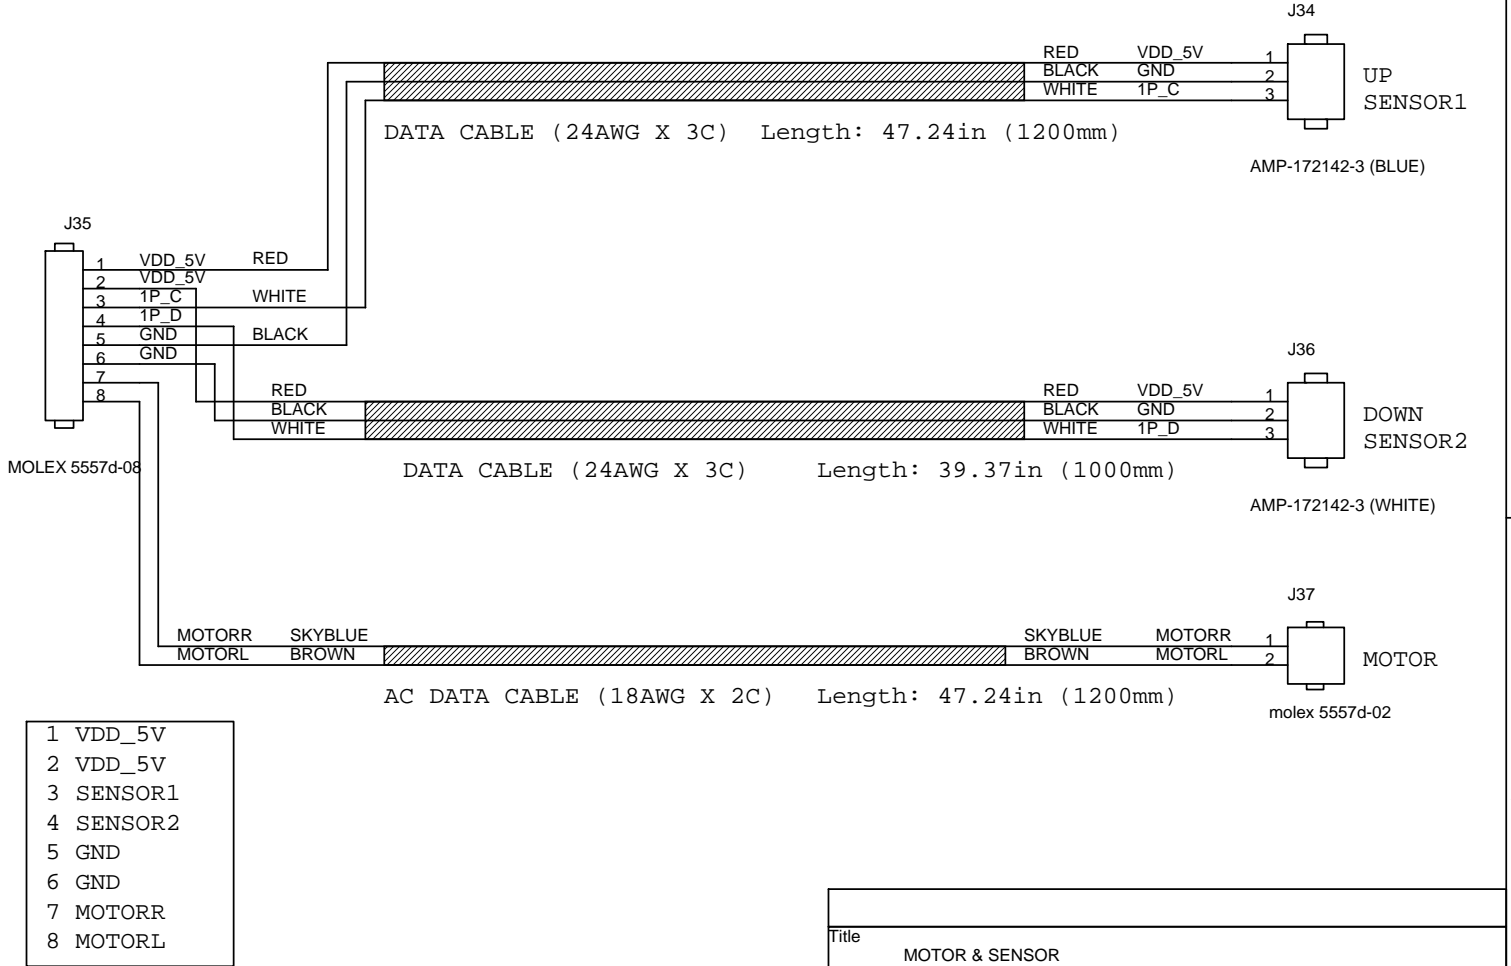 J34
RED VDD_5V 1
BLACK GND 2
WHITE 1P_C 3
UP
SENSOR1
DATA CABLE (24AWG X 3C) Length: 47.24in (1200mm)
AMP-172142-3 (BLUE)
J35
1 VDD_5V RED
2 VDD_5V
3 1P_C WHITE
4 1P_D
5 GND BLACK
6 GND
7
8
MOLEX 5557d-08
J36
RED RED VDD_5V 1
BLACK BLACK GND 2
WHITE WHITE 1P_D 3
DOWN
SENSOR2
DATA CABLE (24AWG X 3C) Length: 39.37in (1000mm)
AMP-172142-3 (WHITE)
J37
MOTORR SKYBLUE SKYBLUE MOTORR 1
MOTORL BROWN BROWN MOTORL 2
MOTOR
AC DATA CABLE (18AWG X 2C) Length: 47.24in (1200mm)
molex 5557d-02
1 VDD_5V
2 VDD_5V
3 SENSOR1
4 SENSOR2
5 GND
6 GND
7 MOTORR
8 MOTORL
Title
MOTOR & SENSOR